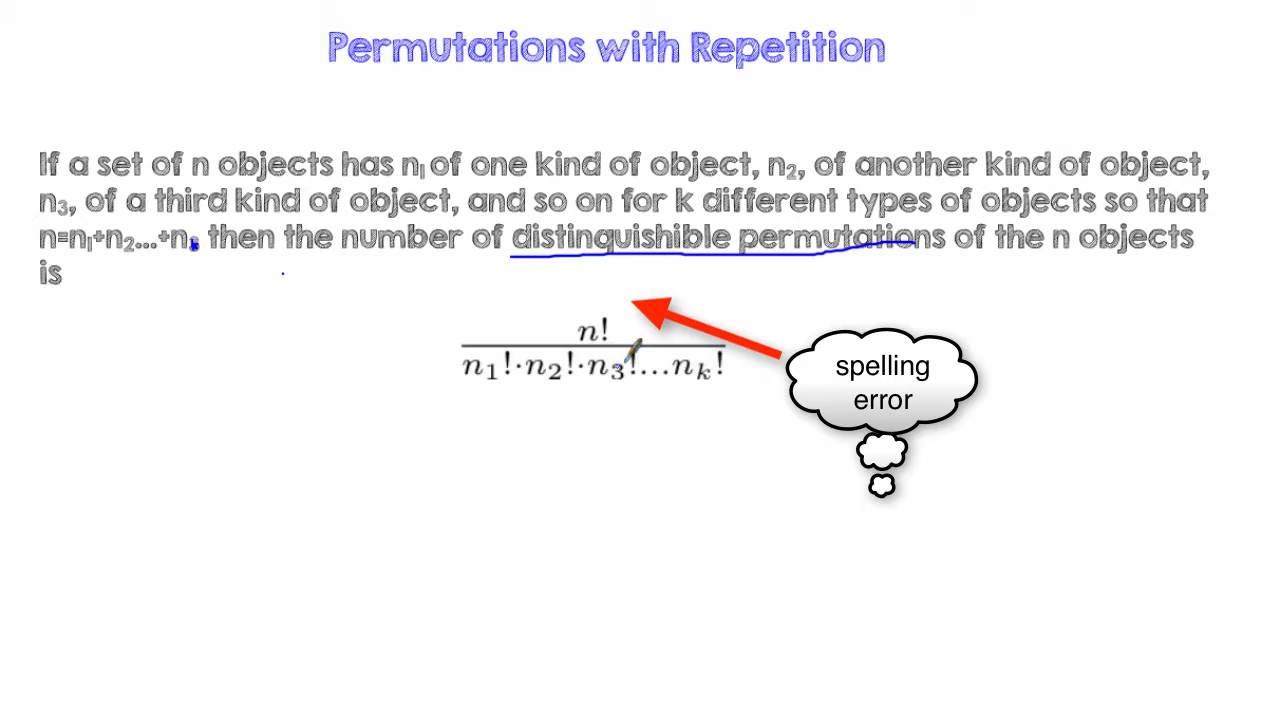 Permutations with Repetition
If a set of n objects has n₁ of one kind of object, n₂, of another kind of object,
n₃, of a third kind of object, and so on for k different types of objects so that
n=n₁+n₂...+nₖ then the number of distinquishible permutations of the n objects
is
n!
n₁!·n₂!·n₃!...nₖ!
spelling
error